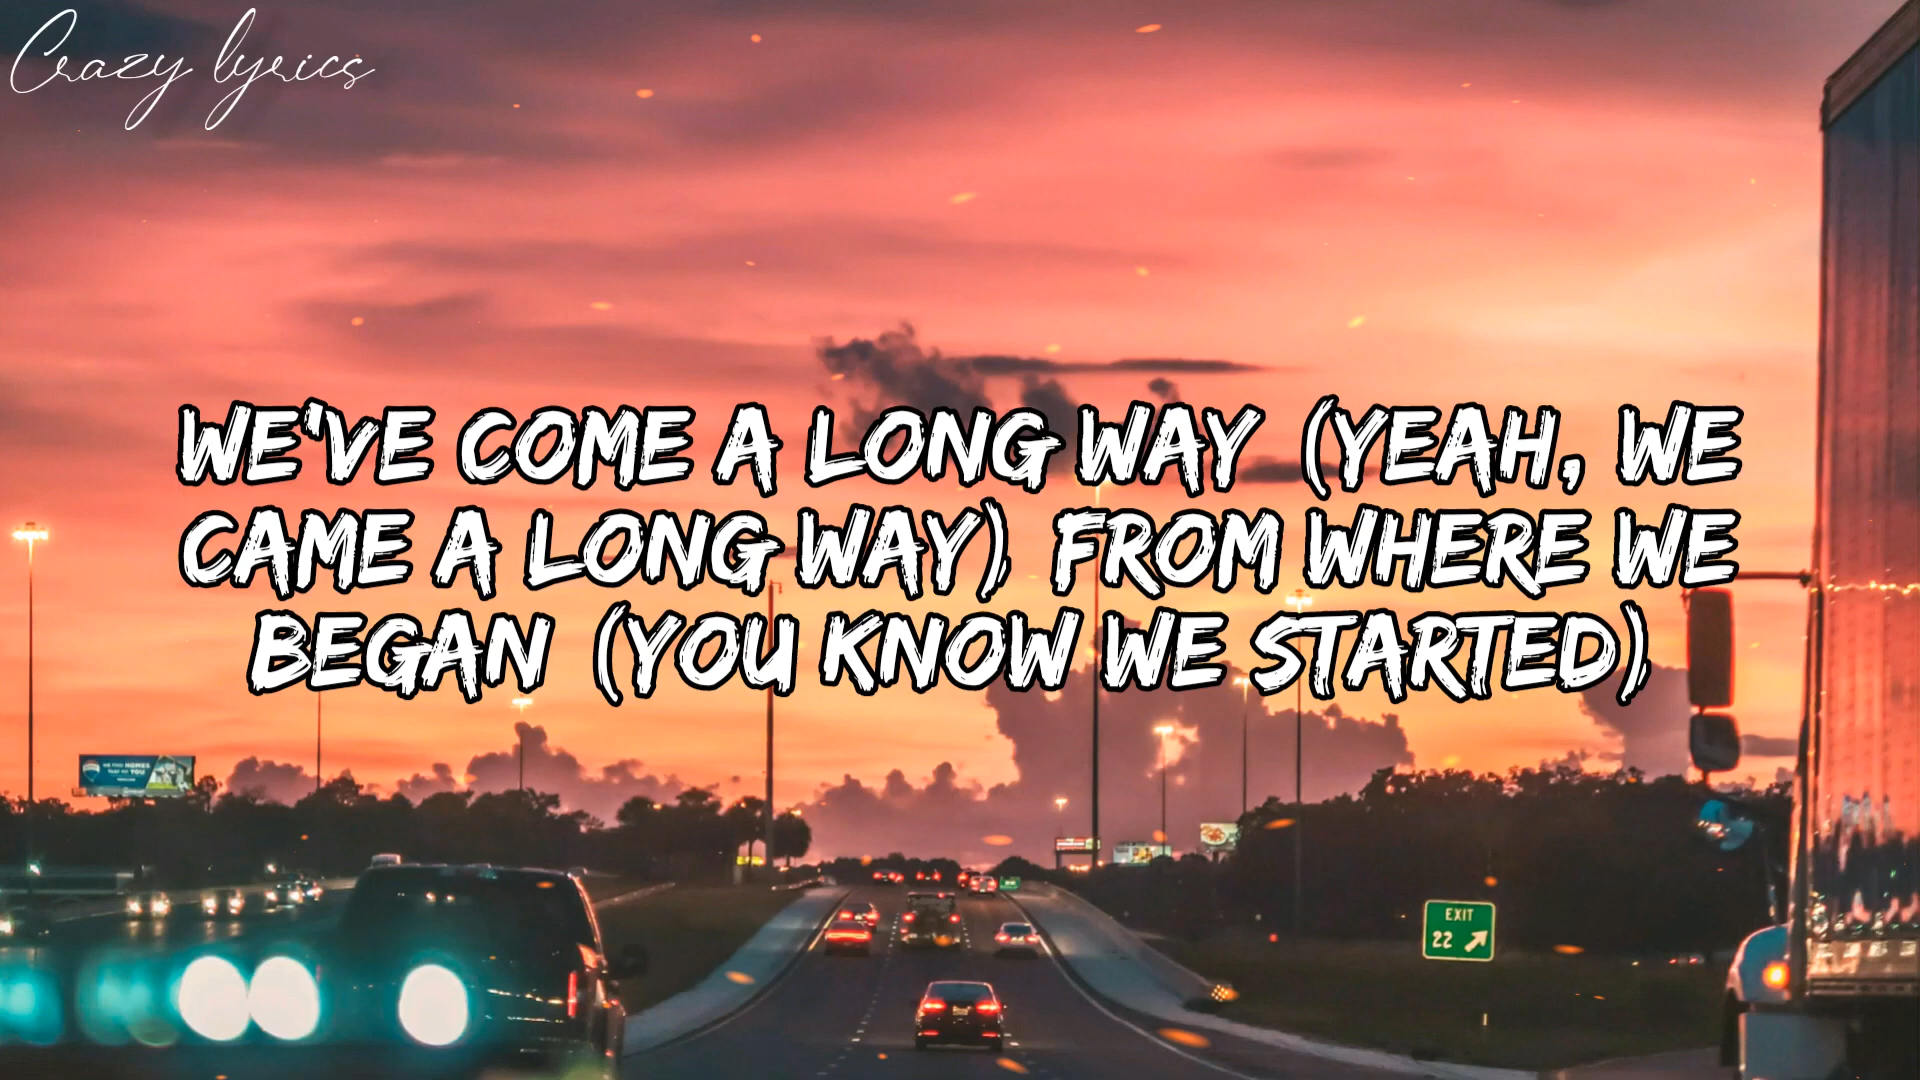 Crazy lyrics
WE'VE COME A LONG WAY (YEAH, WE
CAME A LONG WAY) FROM WHERE WE
BEGAN (YOU KNOW WE STARTED)
EXIT
22